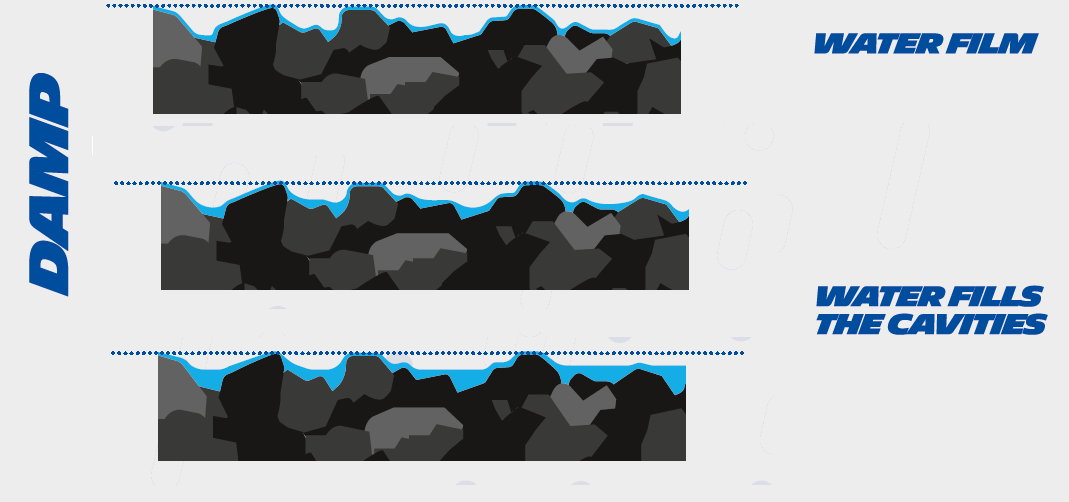 DAMP
WATER FILM
WATER FILLS
THE CAVITIES